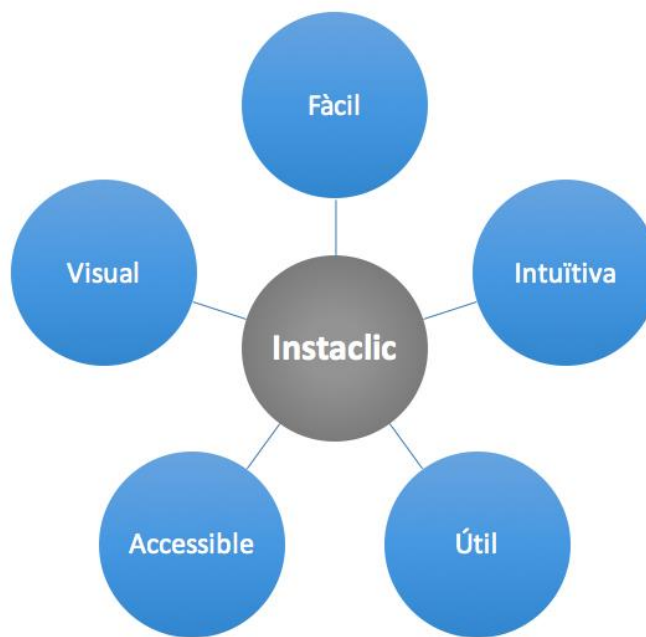 Fàcil
Visual
Intuïtiva
Instaclic
Accessible
Útil